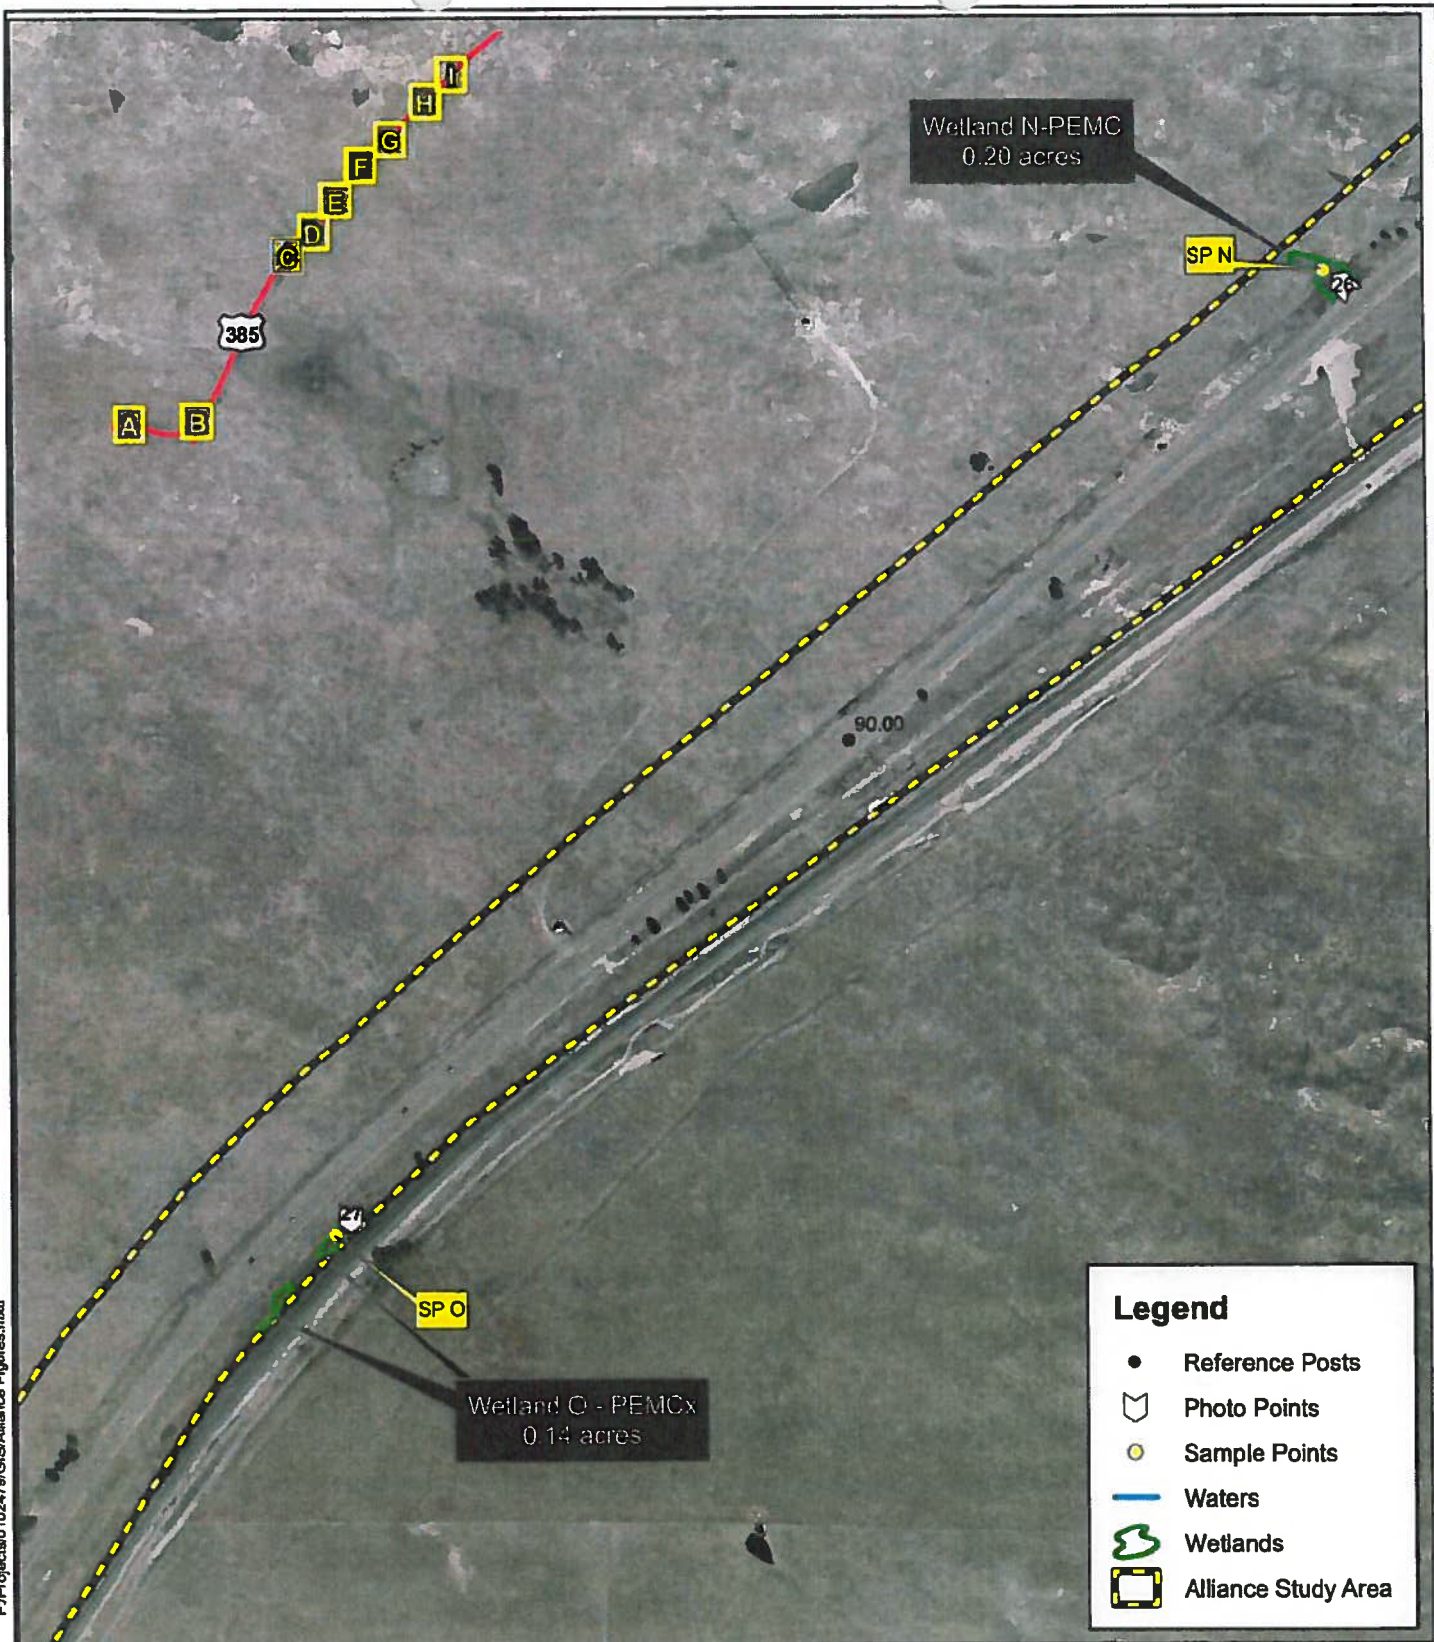 I
H
G
F
E
D
C
385
A
B
Wetland N-PEMC
0.20 acres
SP N
26
90.00
27
SP O
Wetland O - PEMCx
0.14 acres
Legend
Reference Posts
Photo Points
Sample Points
Waters
Wetlands
Alliance Study Area